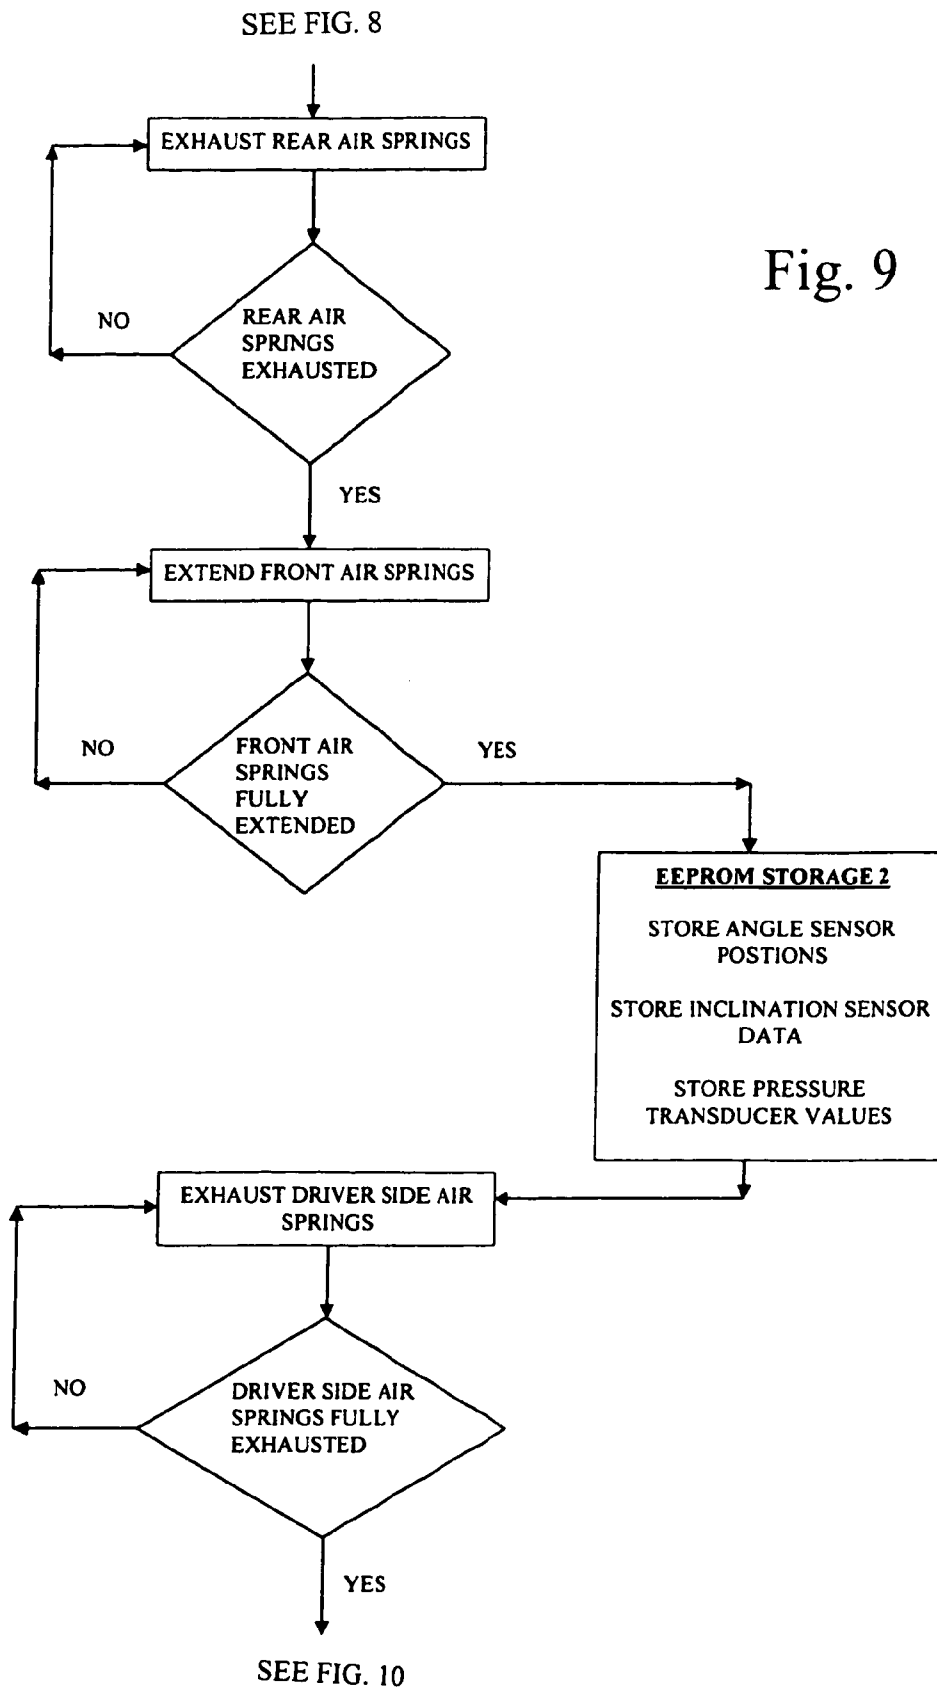 SEE FIG. 8
EXHAUST REAR AIR SPRINGS
Fig. 9
NO
REAR AIR
SPRINGS
EXHAUSTED
YES
EXTEND FRONT AIR SPRINGS
NO
FRONT AIR
SPRINGS
FULLY
EXTENDED
YES
EEPROM STORAGE 2
STORE ANGLE SENSOR
POSTIONS
STORE INCLINATION SENSOR
DATA
STORE PRESSURE
TRANSDUCER VALUES
EXHAUST DRIVER SIDE AIR
SPRINGS
NO
DRIVER SIDE AIR
SPRINGS FULLY
EXHAUSTED
YES
SEE FIG. 10